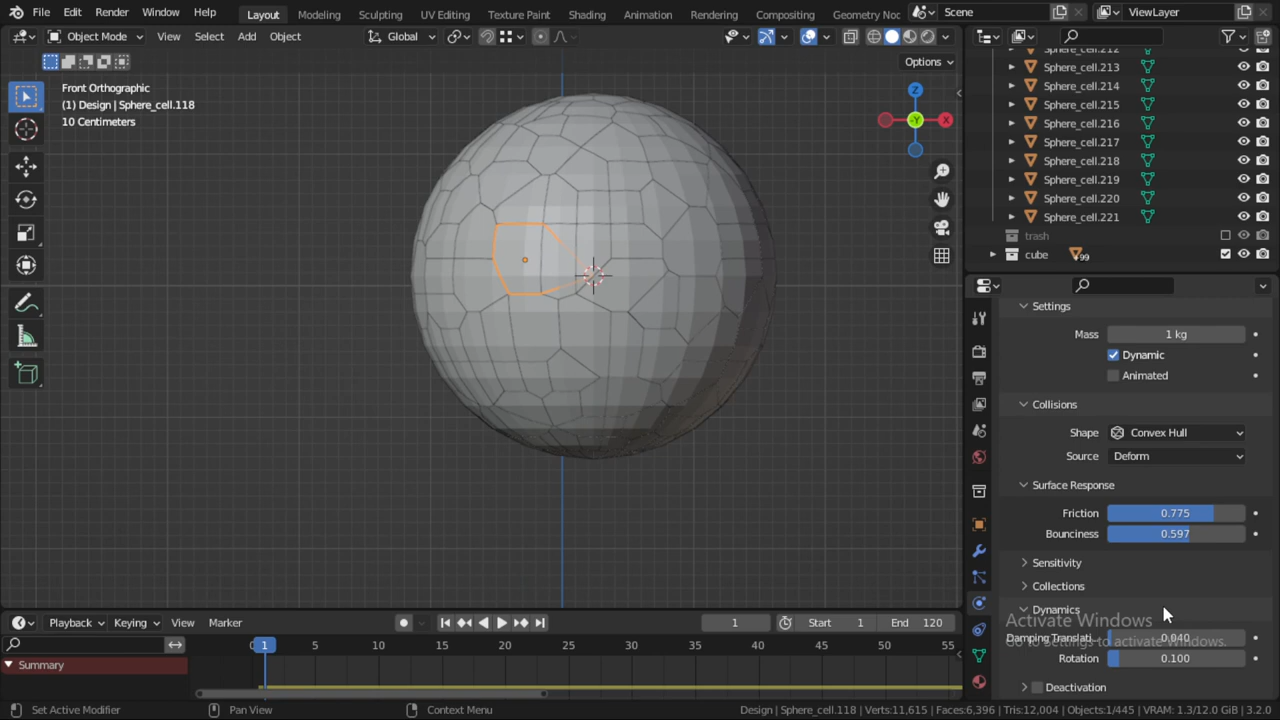 File Edit Render Window Help Layout Modeling Sculpting UV Editing Texture Paint Shading Animation Rendering Compositing Geometry Noc Scene ViewLayer
Object Mode View Select Add Object Global
Options
Front Orthographic
(1) Design | Sphere_cell.118
10 Centimeters
Z
-Y
X
Sphere_cell.212
Sphere_cell.213
Sphere_cell.214
Sphere_cell.215
Sphere_cell.216
Sphere_cell.217
Sphere_cell.218
Sphere_cell.219
Sphere_cell.220
Sphere_cell.221
trash
cube 99
Settings
Mass 1 kg
Dynamic
Animated
Collisions
Shape Convex Hull
Source Deform
Surface Response
Friction 0.775
Bounciness 0.597
Sensitivity
Collections
Dynamics
Activate Windows
Damping Translati.. 0.040
Go to Settings to activate Windows.
Rotation 0.100
Deactivation
Playback Keying View Marker 1 Start 1 End 120
0 1 5 10 15 20 25 30 35 40 45 50 55
Summary
Set Active Modifier Pan View Context Menu Design | Sphere_cell.118 | Verts:11,615 | Faces:6,396 | Tris:12,004 | Objects:1/445 | VRAM: 1.3/12.0 GiB | 3.2.0